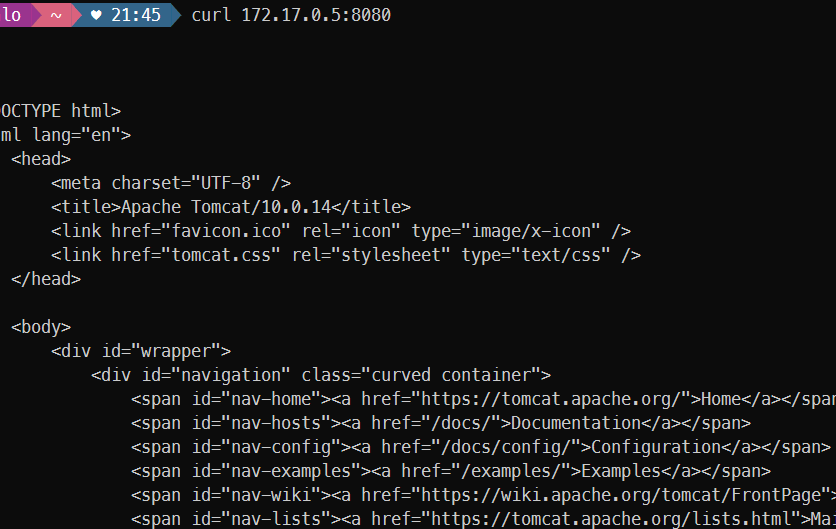 lo ~ ♥ 21:45 curl 172.17.0.5:8080
OCTYPE html>
ml lang="en">
<head>
<meta charset="UTF-8" />
<title>Apache Tomcat/10.0.14</title>
<link href="favicon.ico" rel="icon" type="image/x-icon" />
<link href="tomcat.css" rel="stylesheet" type="text/css" />
</head>
<body>
<div id="wrapper">
<div id="navigation" class="curved container">
<span id="nav-home"><a href="https://tomcat.apache.org/">Home</a></span
<span id="nav-hosts"><a href="/docs/">Documentation</a></span>
<span id="nav-config"><a href="/docs/config/">Configuration</a></span>
<span id="nav-examples"><a href="/examples/">Examples</a></span>
<span id="nav-wiki"><a href="https://wiki.apache.org/tomcat/FrontPage">
<span id="nav-lists"><a href="https://tomcat.apache.org/lists.html">Mai